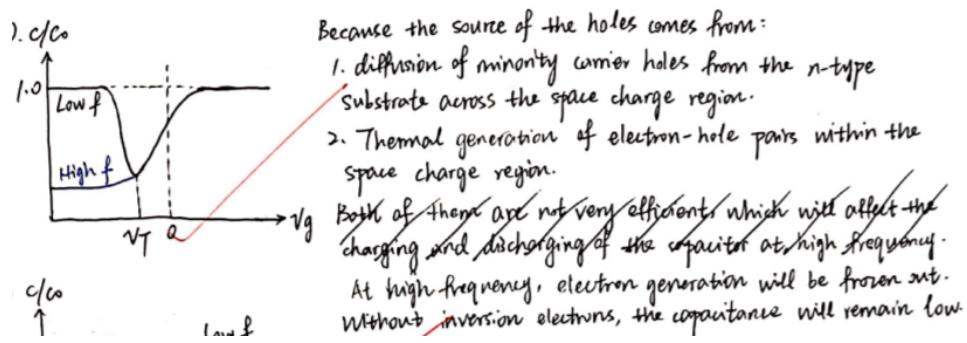 ). C/C₀
Because the source of the holes comes from:
1. diffusion of minority carrier holes from the n-type
substrate across the space charge region.
2. Thermal generation of electron-hole pairs within the
space charge region.
Both of them are not very efficient, which will affect the
charging and discharging of the capacitor at high frequency.
At high frequency, electron generation will be frozen out.
Without inversion electrons, the capacitance will remain low.
1.0
Low f
High f
VT
0
Vg
C/C₀
Low f